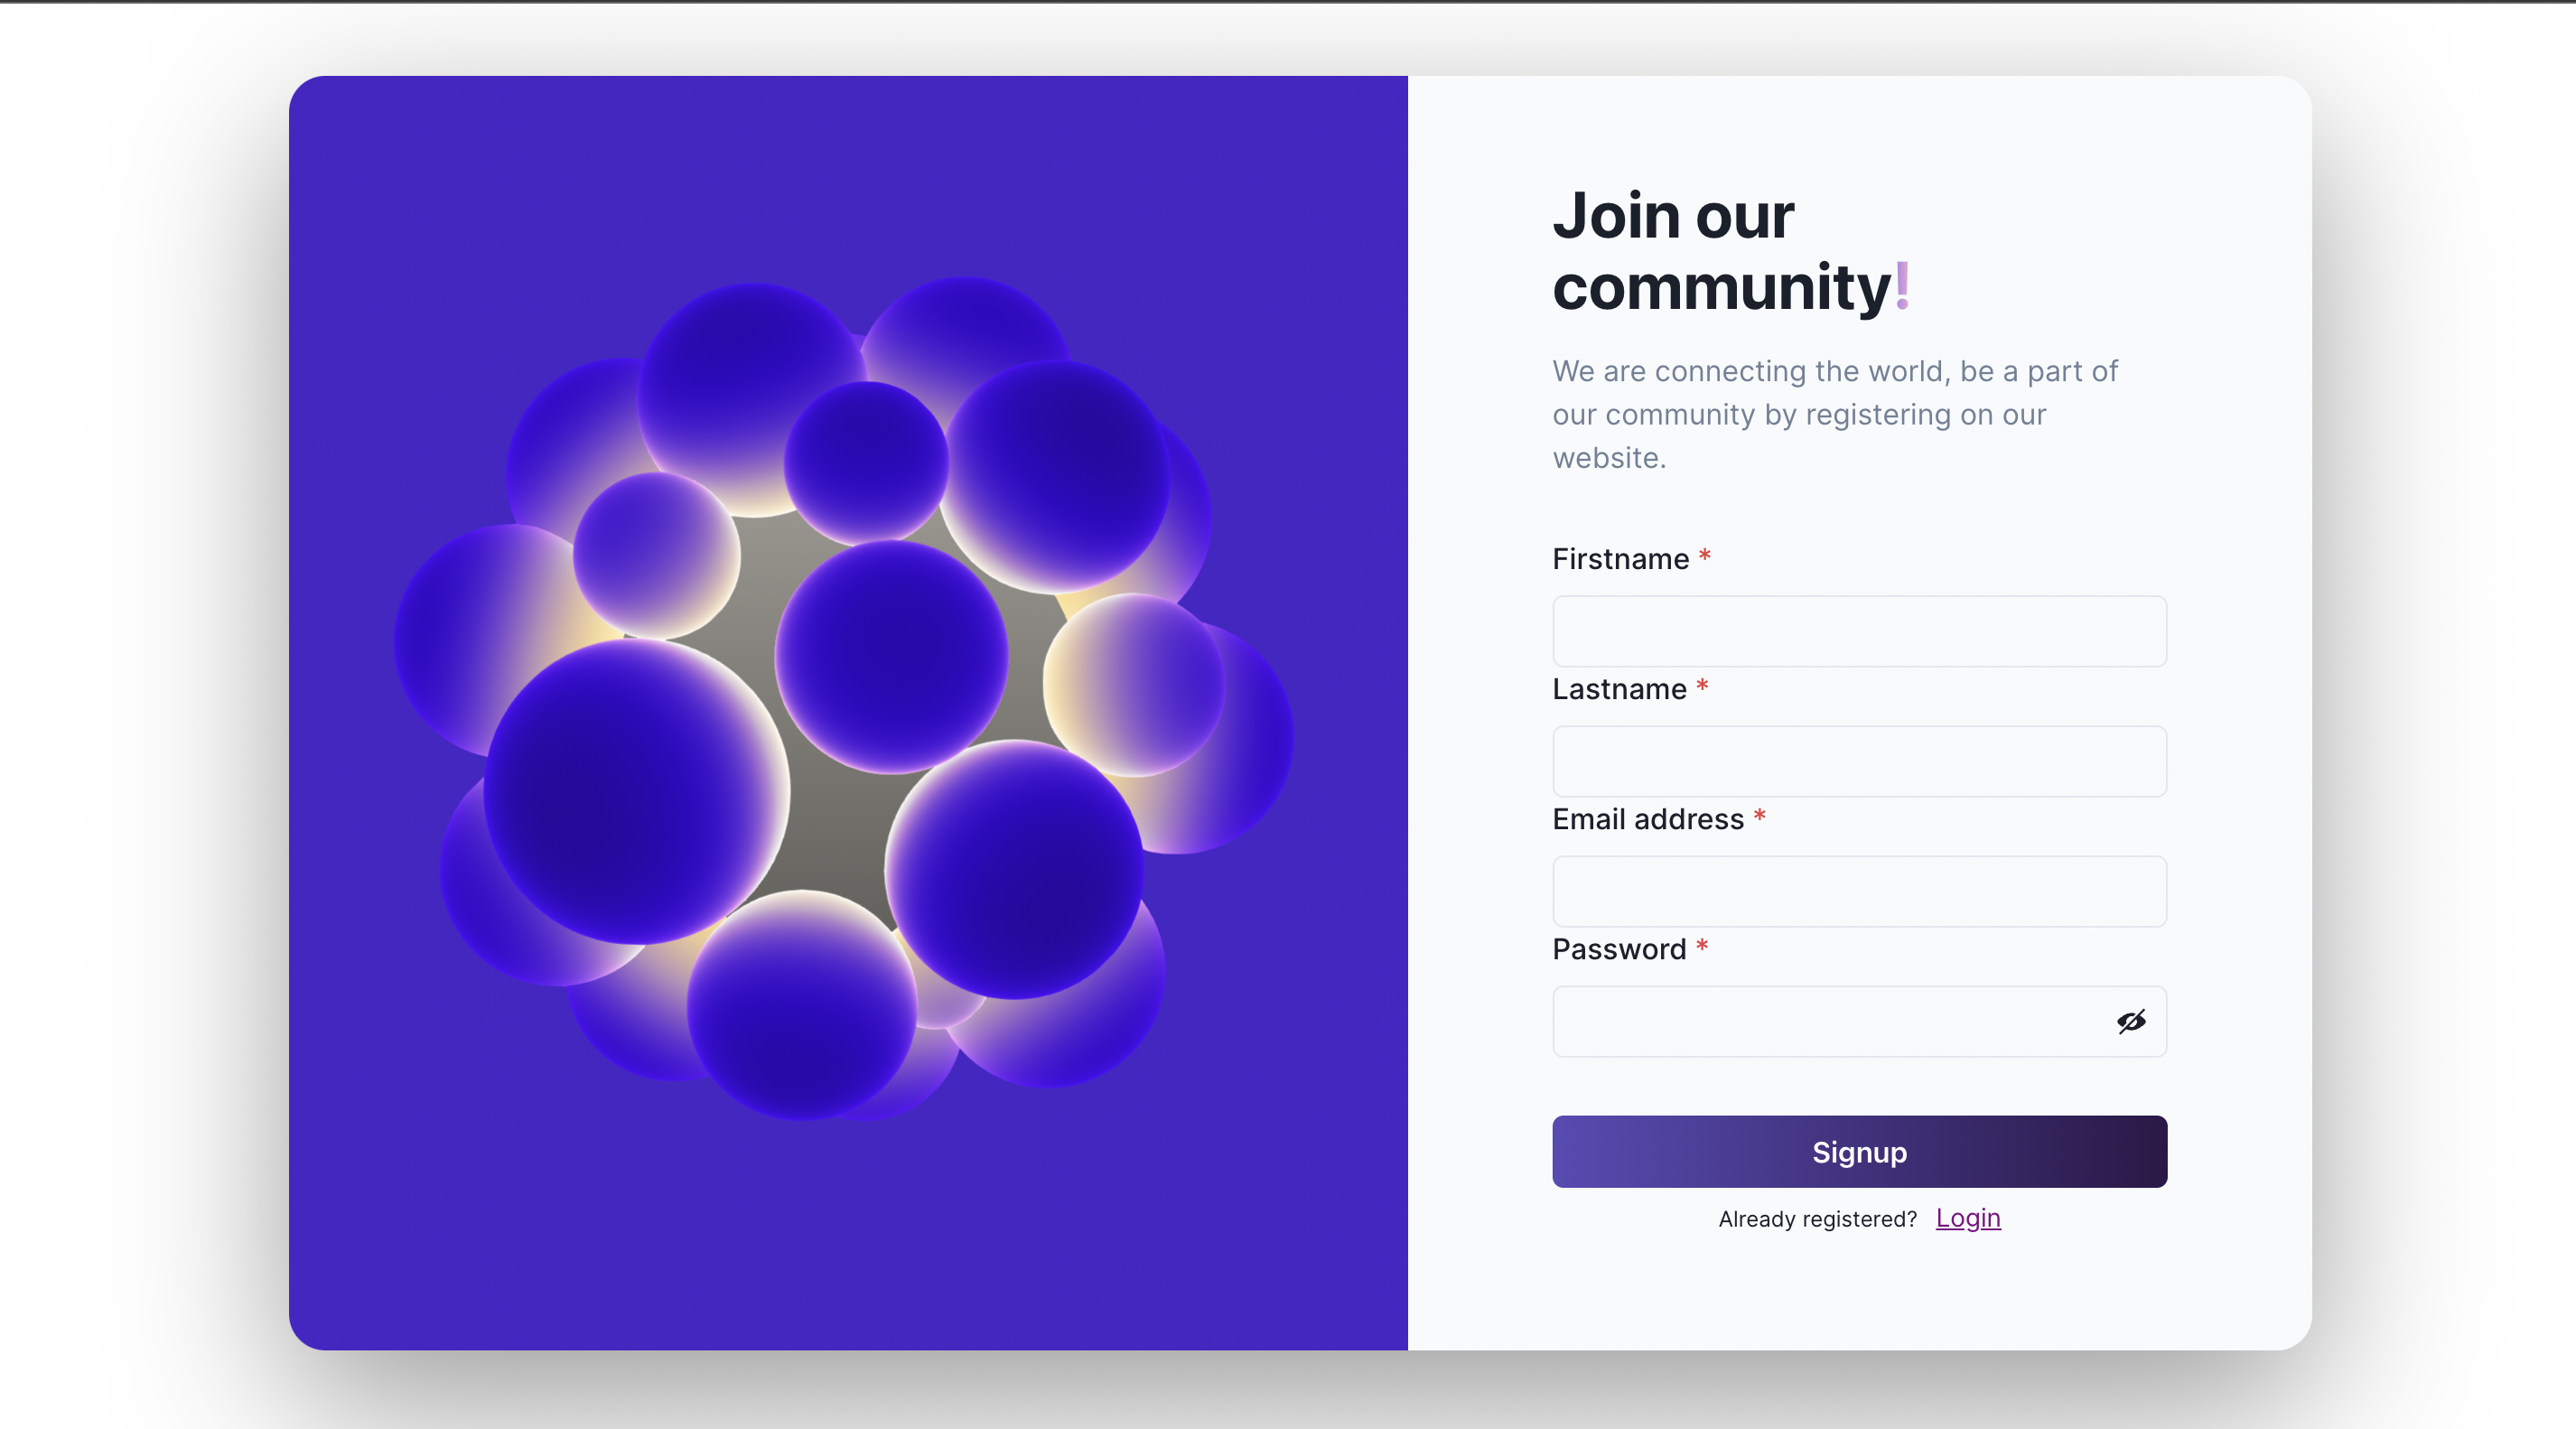 Join our
community!
We are connecting the world, be a part of
our community by registering on our
website.
Firstname *
Lastname *
Email address *
Password *
Signup
Already registered? Login